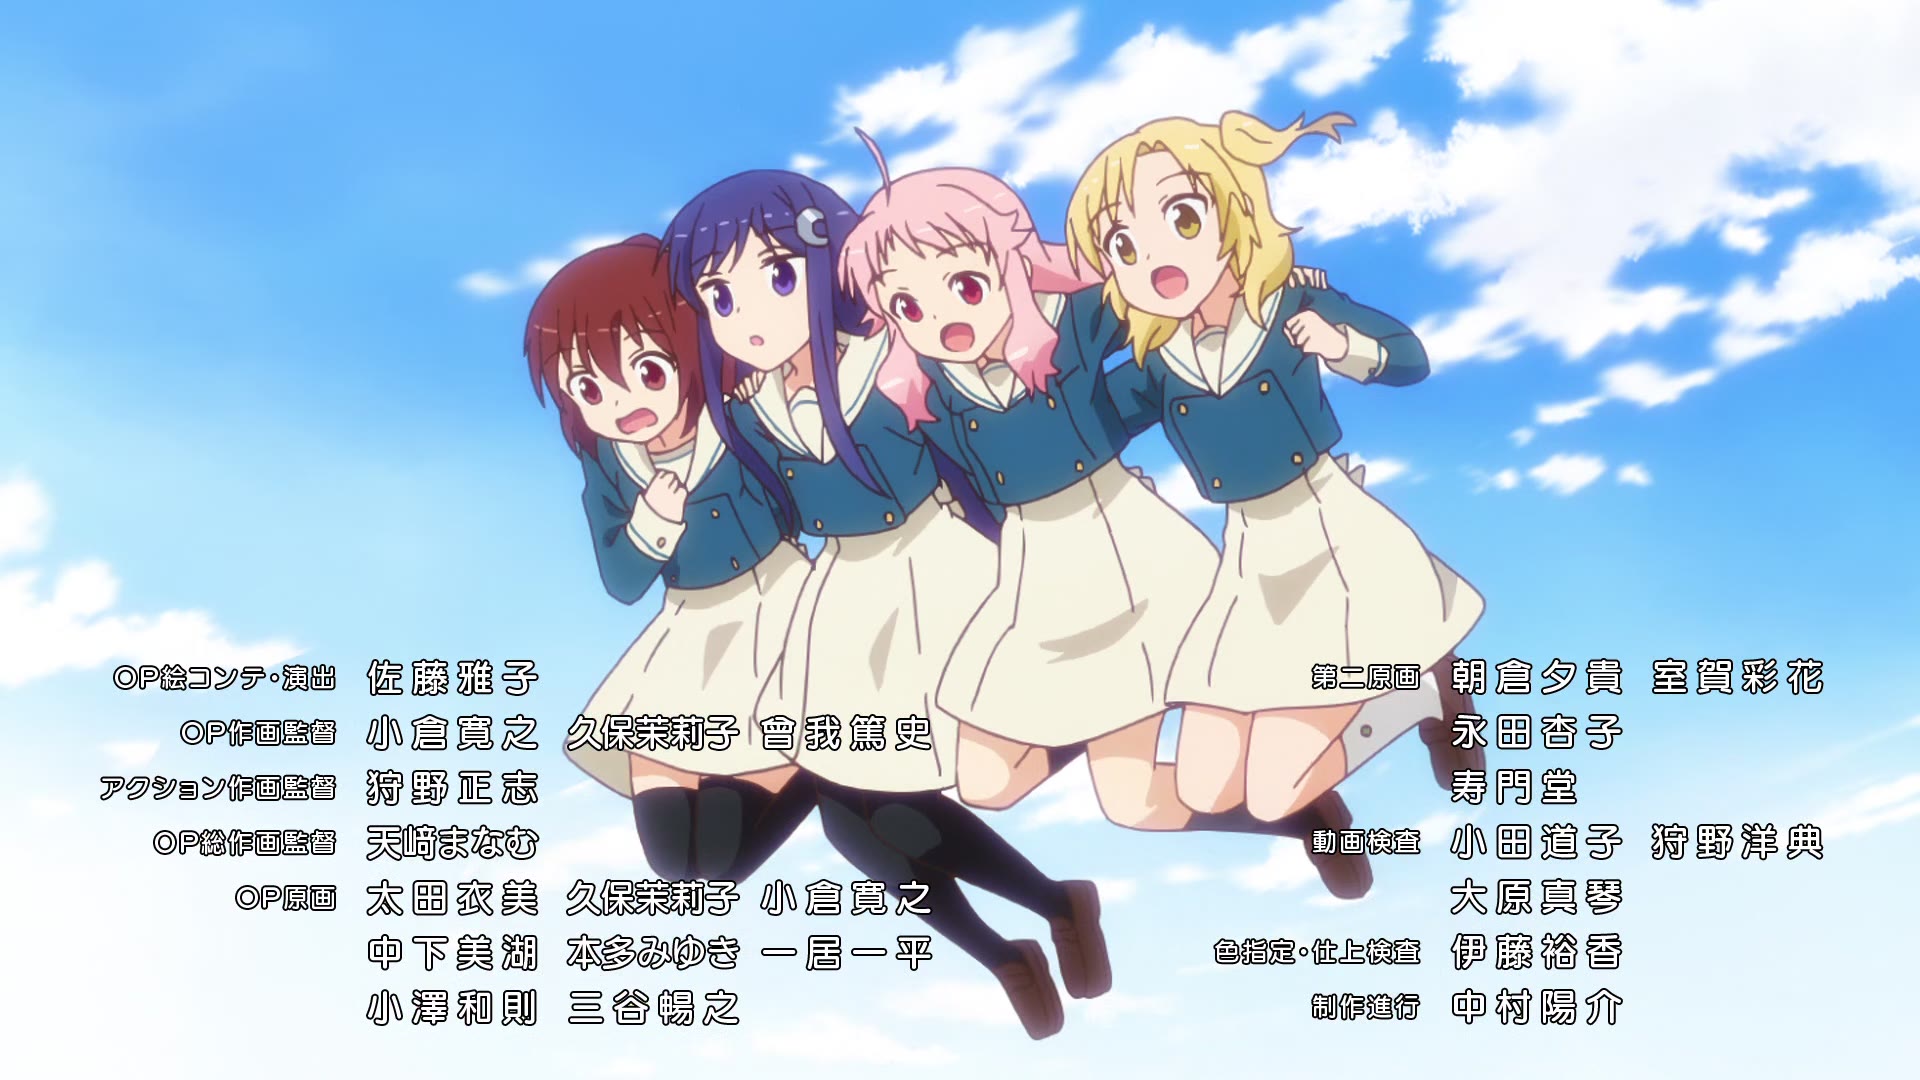 OP絵コンテ・演出 佐藤雅子
OP作画監督 小倉寛之 久保茉莉子 曾我篤史
アクション作画監督 狩野正志
OP総作画監督 天﨑まなむ
OP原画 太田衣美 久保茉莉子 小倉寛之
中下美湖 本多みゆき 一居一平
小澤和則 三谷暢之
第二原画 朝倉夕貴 室賀彩花
永田杏子
寿門堂
動画検査 小田道子 狩野洋典
大原真琴
色指定・仕上検査 伊藤裕香
制作進行 中村陽介